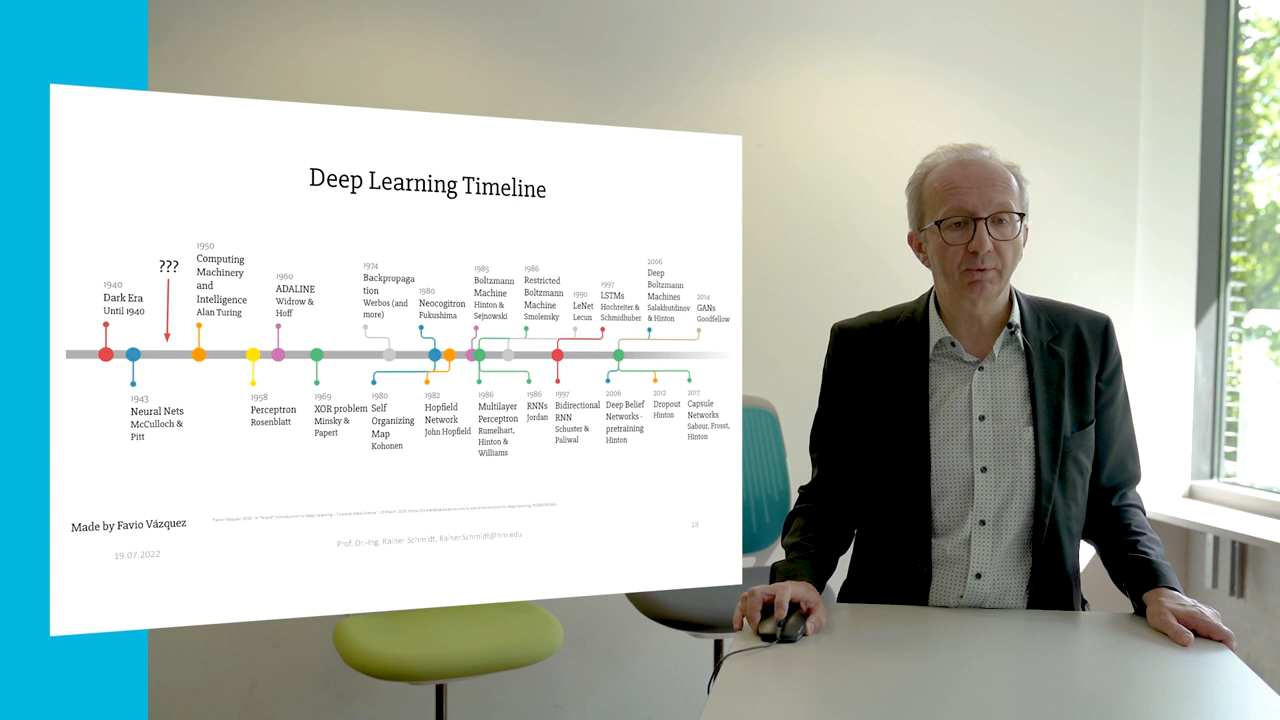 Deep Learning Timeline
1950
Computing
Machinery
and
Intelligence
Alan Turing
???
1940
Dark Era
Until 1940
1960
ADALINE
Widrow &
Hoff
1974
Backpropaga
tion
Werbos (and
more)
1980
Neocogitron
Fukushima
1985
Boltzmann
Machine
Hinton &
Sejnowski
1986
Restricted
Boltzmann
Machine
Smolensky
1990
LeNet
Lecun
1997
LSTMs
Hochreiter &
Schmidhuber
2006
Deep
Boltzmann
Machines
Salakhutdinov
& Hinton
2014
GANs
Goodfellow
1943
Neural Nets
McCulloch &
Pitt
1958
Perceptron
Rosenblatt
1969
XOR problem
Minsky &
Papert
1980
Self
Organizing
Map
Kohonen
1982
Hopfield
Network
John Hopfield
1986
Multilayer
Perceptron
Rumelhart,
Hinton &
Williams
1986
RNNs
Jordan
1997
Bidirectional
RNN
Schuster &
Paliwal
2006
Deep Belief
Networks -
pretraining
Hinton
2012
Dropout
Hinton
2017
Capsule
Networks
Sabour, Frosst,
Hinton
Made by Favio Vázquez
19.07.2022
Prof. Dr.-Ing. Rainer Schmidt, Rainer.Schmidt@hm.edu
18